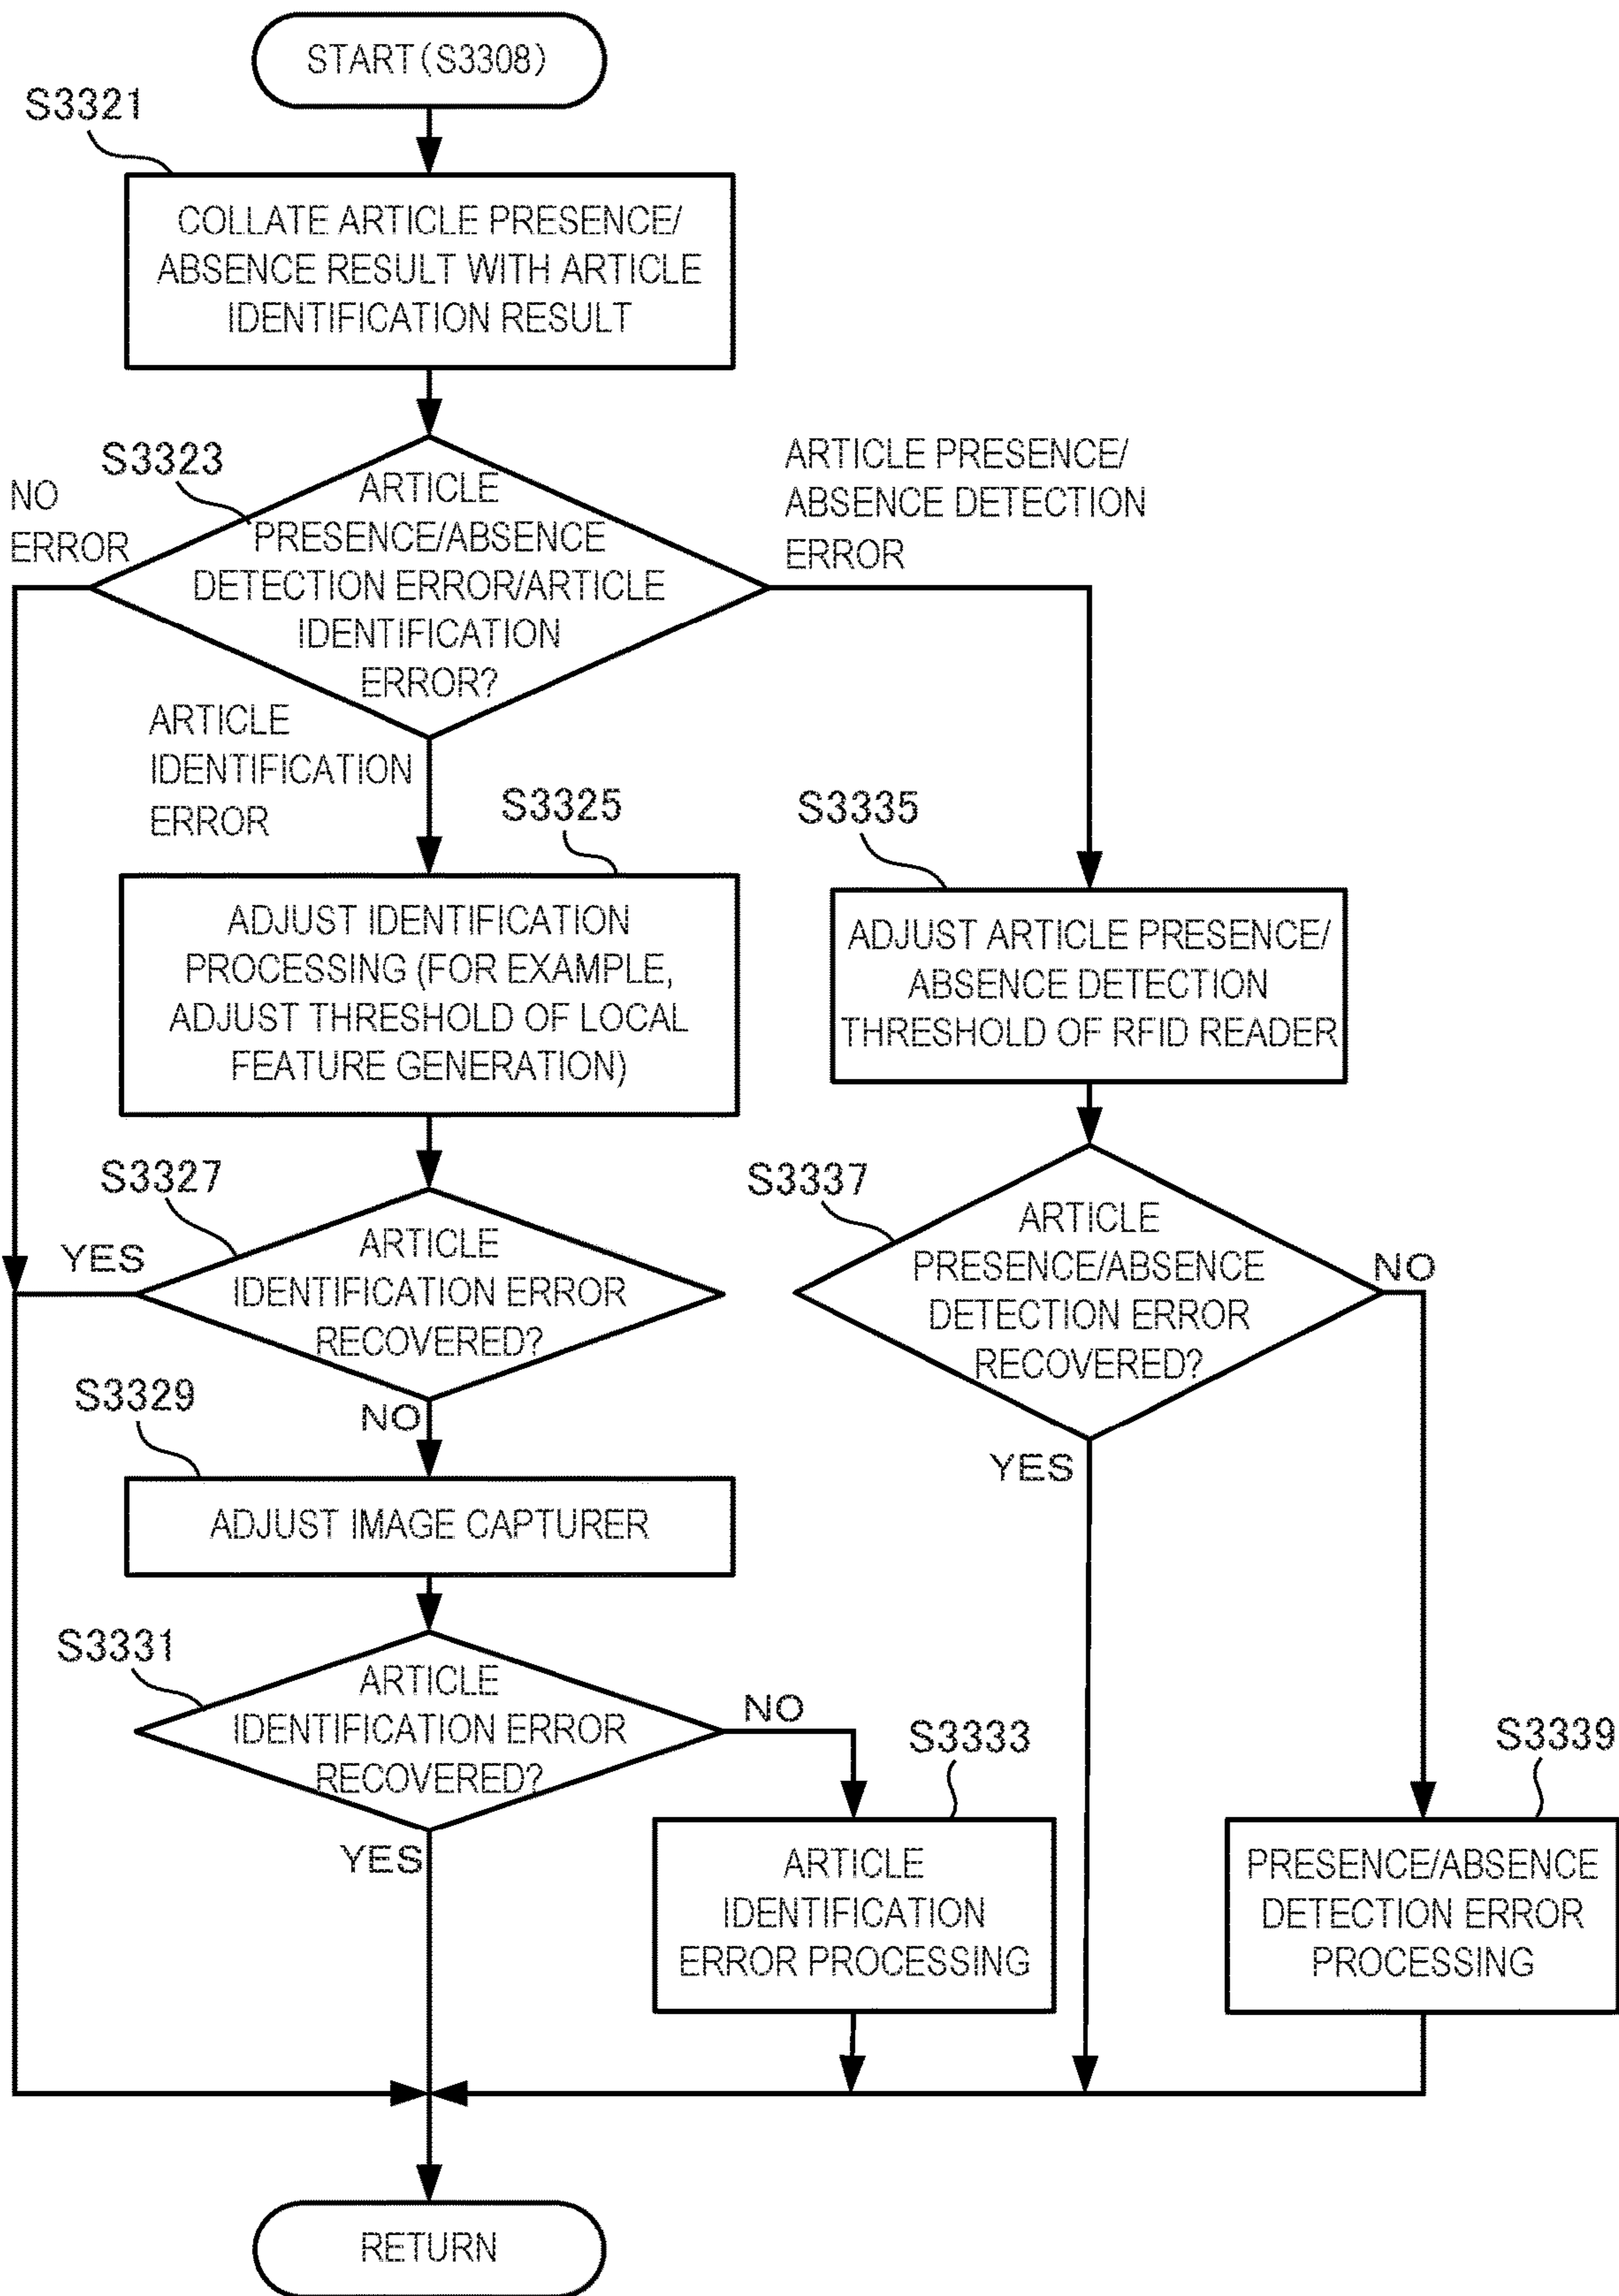 START(S3308)
S3321
COLLATE ARTICLE PRESENCE/
ABSENCE RESULT WITH ARTICLE
IDENTIFICATION RESULT
S3323
ARTICLE
PRESENCE/ABSENCE
DETECTION ERROR/ARTICLE
IDENTIFICATION
ERROR?
NO
ERROR
ARTICLE PRESENCE/
ABSENCE DETECTION
ERROR
ARTICLE
IDENTIFICATION
ERROR
S3325
ADJUST IDENTIFICATION
PROCESSING (FOR EXAMPLE,
ADJUST THRESHOLD OF LOCAL
FEATURE GENERATION)
S3335
ADJUST ARTICLE PRESENCE/
ABSENCE DETECTION
THRESHOLD OF RFID READER
S3327
YES
ARTICLE
IDENTIFICATION ERROR
RECOVERED?
NO
S3337
ARTICLE
PRESENCE/ABSENCE
DETECTION ERROR
RECOVERED?
NO
YES
S3329
ADJUST IMAGE CAPTURER
S3331
ARTICLE
IDENTIFICATION ERROR
RECOVERED?
NO
YES
S3333
ARTICLE
IDENTIFICATION
ERROR PROCESSING
S3339
PRESENCE/ABSENCE
DETECTION ERROR
PROCESSING
RETURN